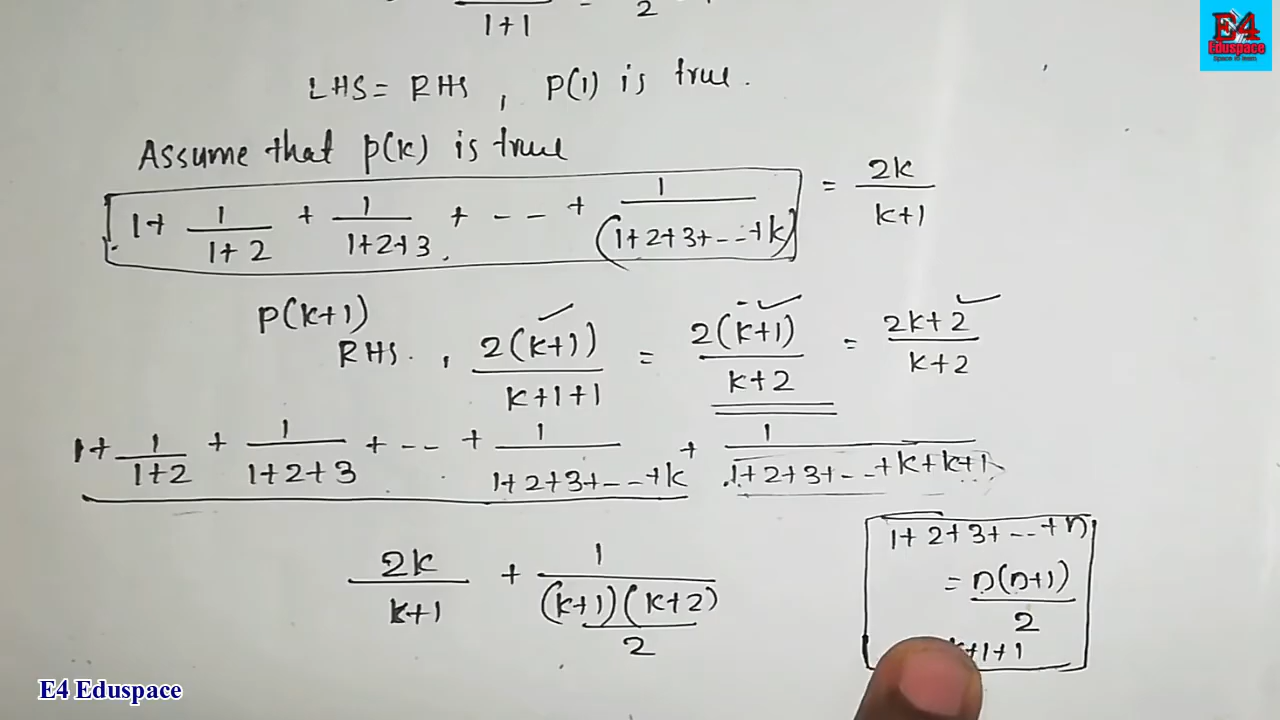 1+1 2
LHS = RHS , P(1) is true.
Assume that P(k) is true
1 + 1/(1+2) + 1/(1+2+3) + -- + 1/(1+2+3+--+k) = 2k/(k+1)
P(k+1)
RHS. , 2(k+1)/(k+1+1) = 2(k+1)/(k+2) = (2k+2)/(k+2)
1 + 1/(1+2) + 1/(1+2+3) + -- + 1/(1+2+3+--+k) + 1/(1+2+3+--+k+k+1)
2k/(k+1) + 1/((k+1)(k+2)/2)
1+2+3+--+n
= n(n+1)/2
k+1+1
E4
Eduspace
E4 Eduspace